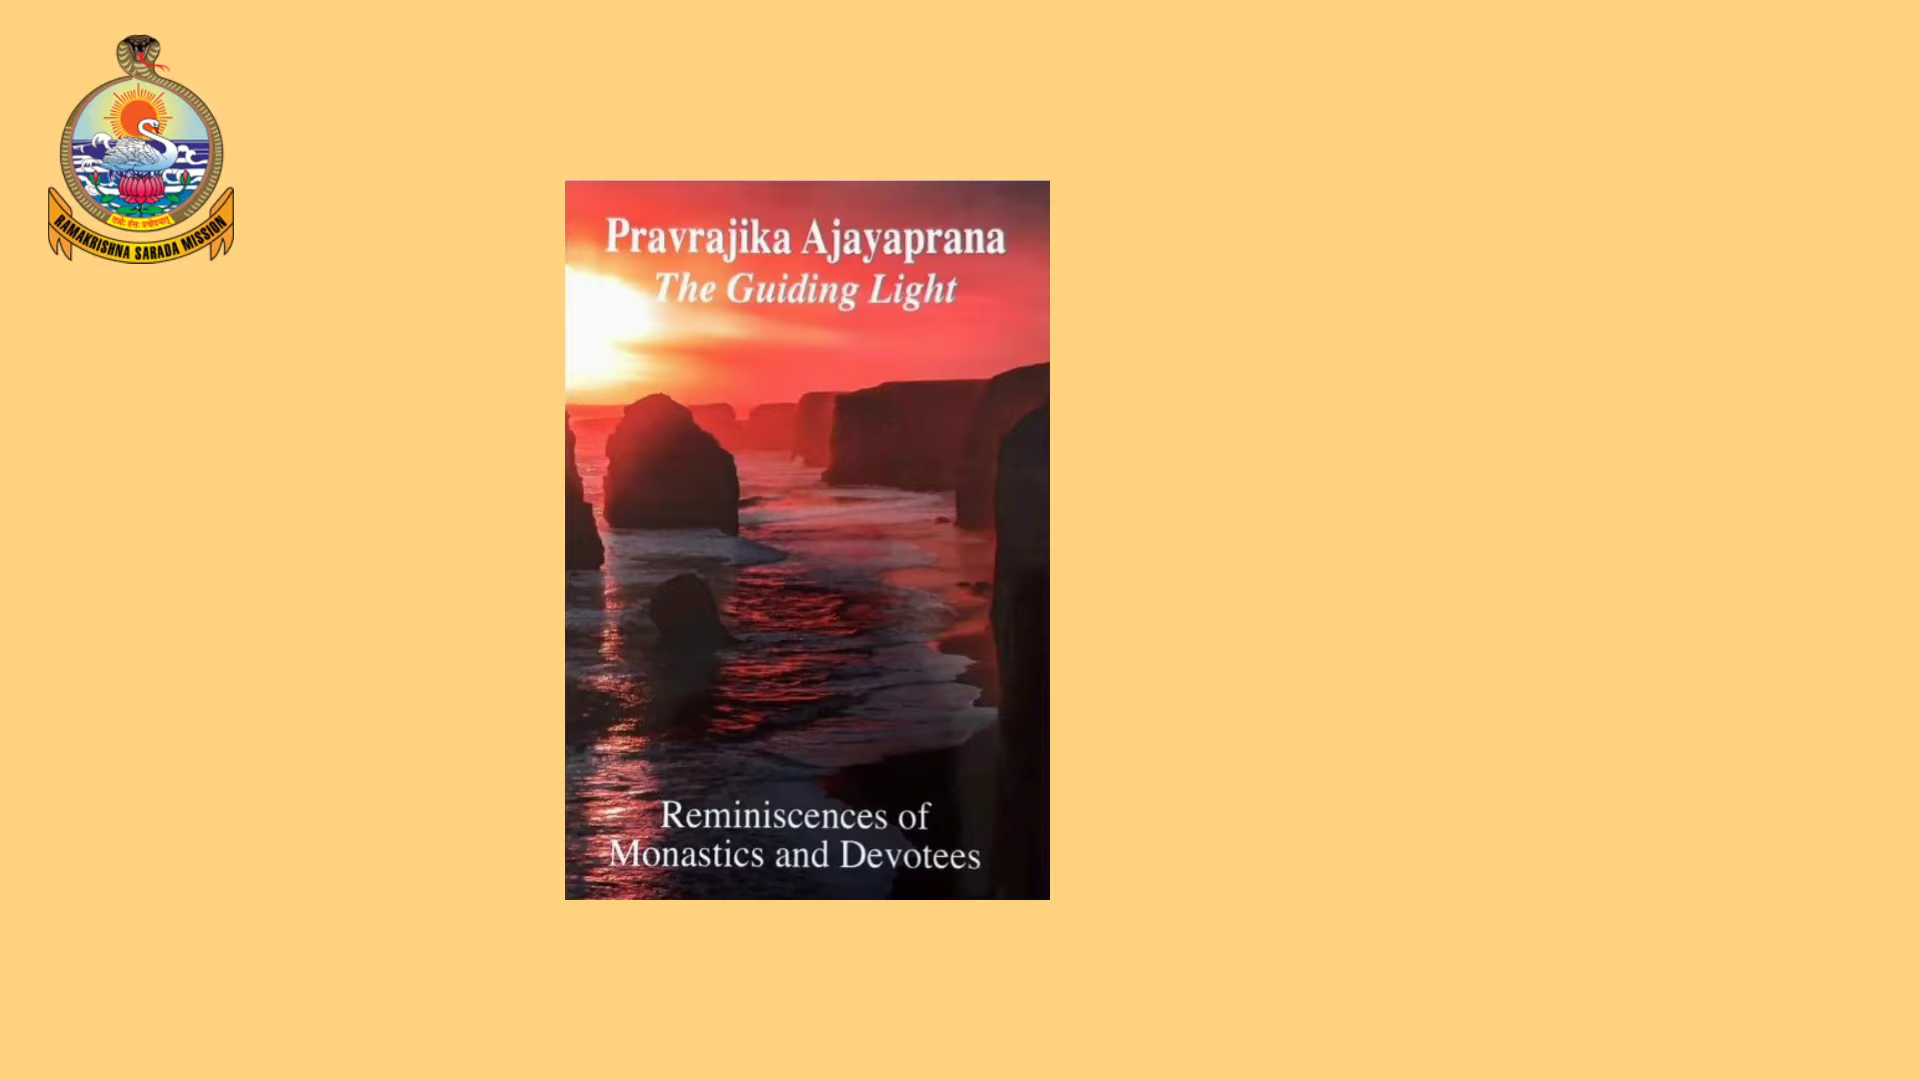 RAMAKRISHNA SARADA MISSION
Pravrajika Ajayaprana
The Guiding Light
Reminiscences of
Monastics and Devotees